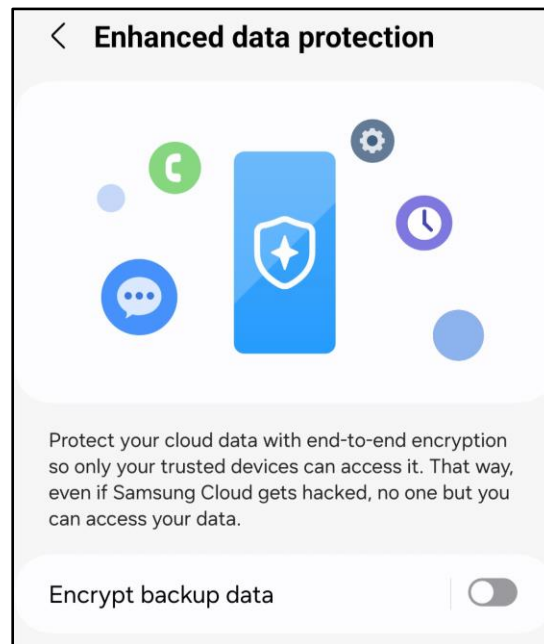 Enhanced data protection
Protect your cloud data with end-to-end encryption
so only your trusted devices can access it. That way,
even if Samsung Cloud gets hacked, no one but you
can access your data.
Encrypt backup data